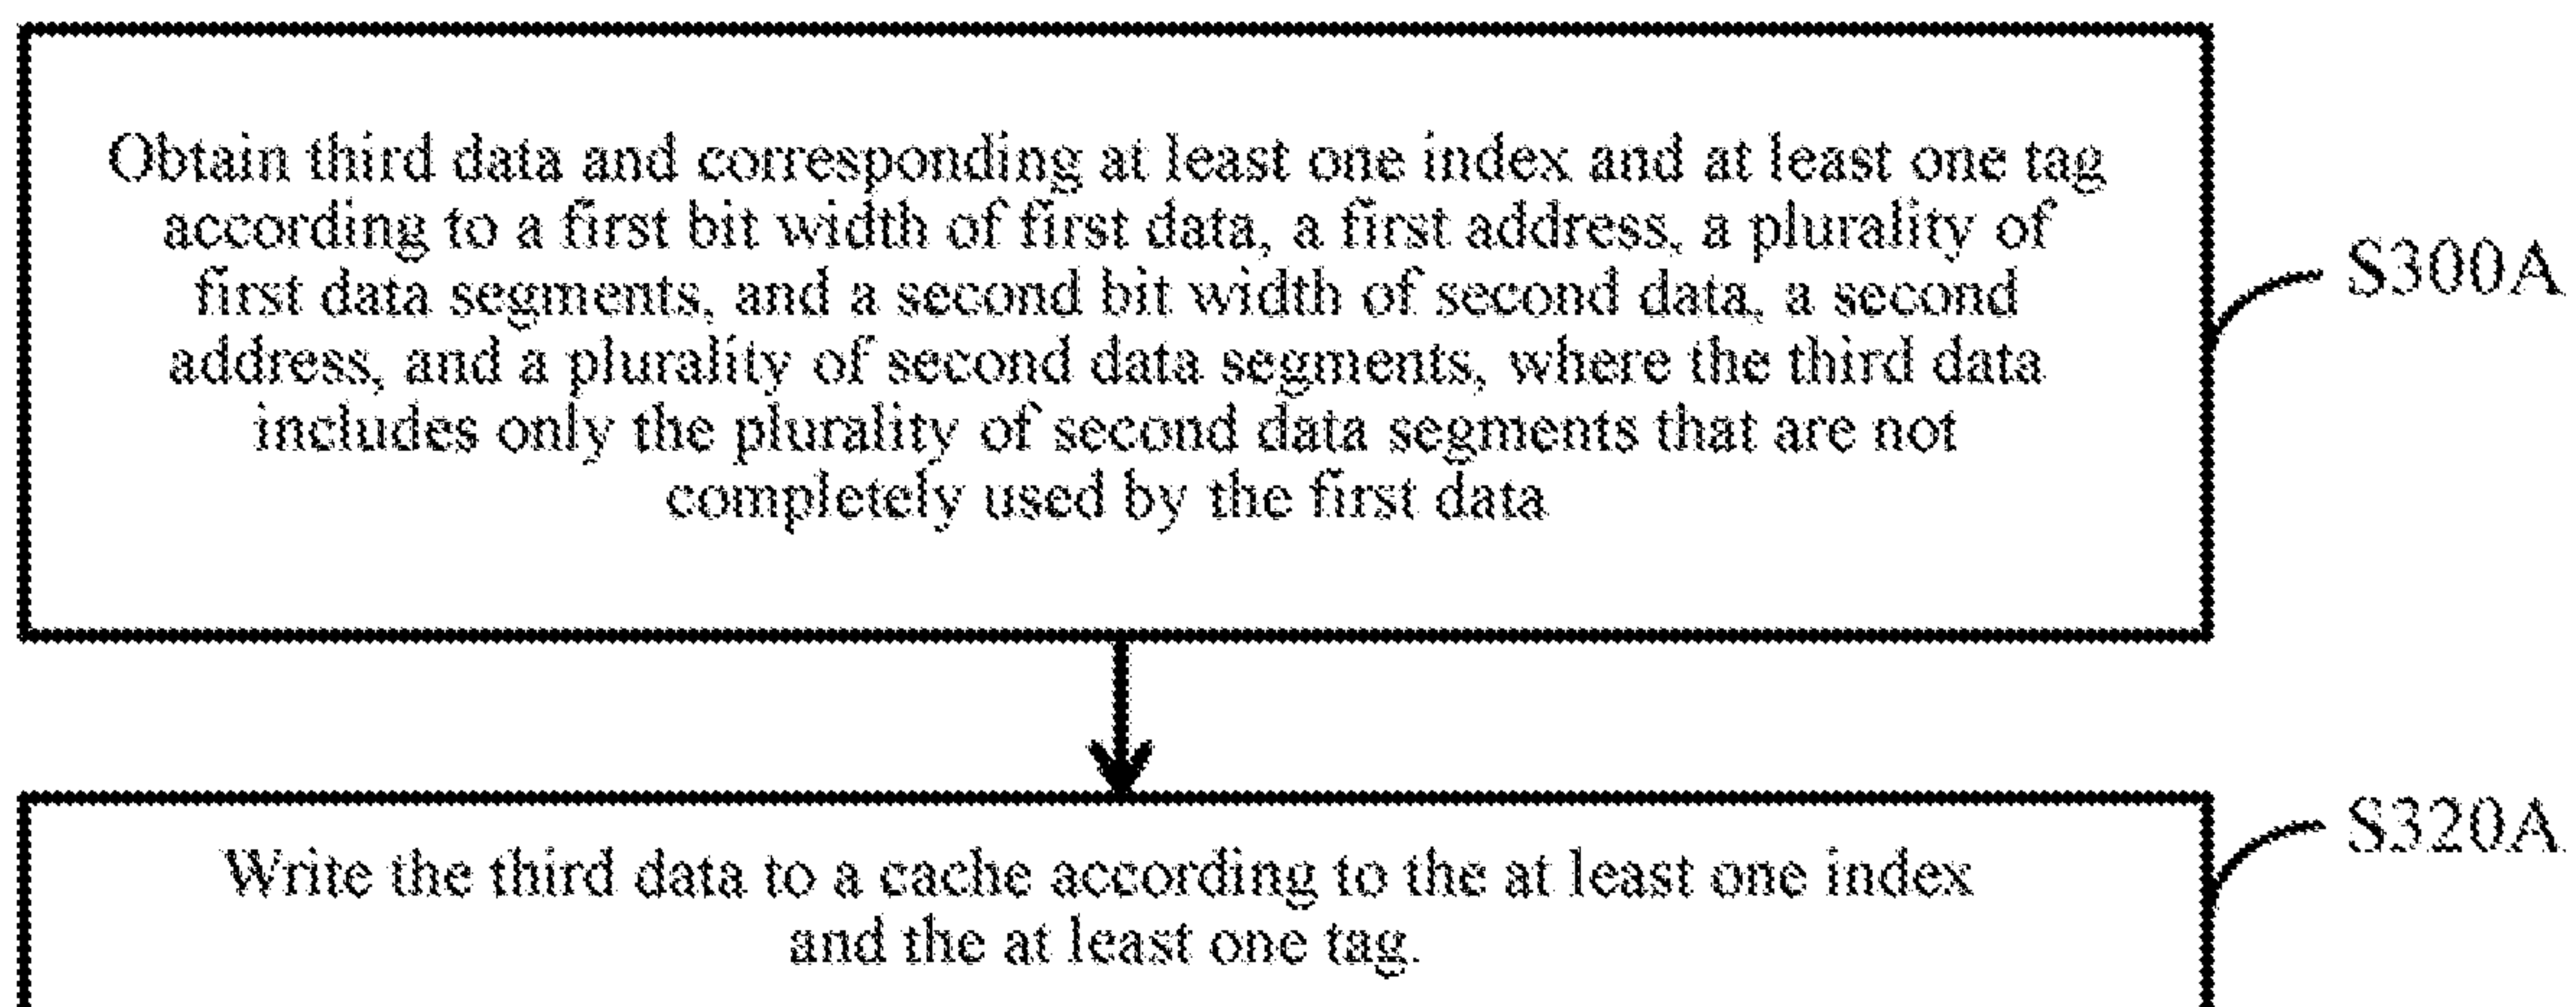 Obtain third data and corresponding at least one index and at least one tag
according to a first bit width of first data, a first address, a plurality of
first data segments, and a second bit width of second data, a second
address, and a plurality of second data segments, where the third data
includes only the plurality of second data segments that are not
completely used by the first data
S300A
Write the third data to a cache according to the at least one index
and the at least one tag.
S320A